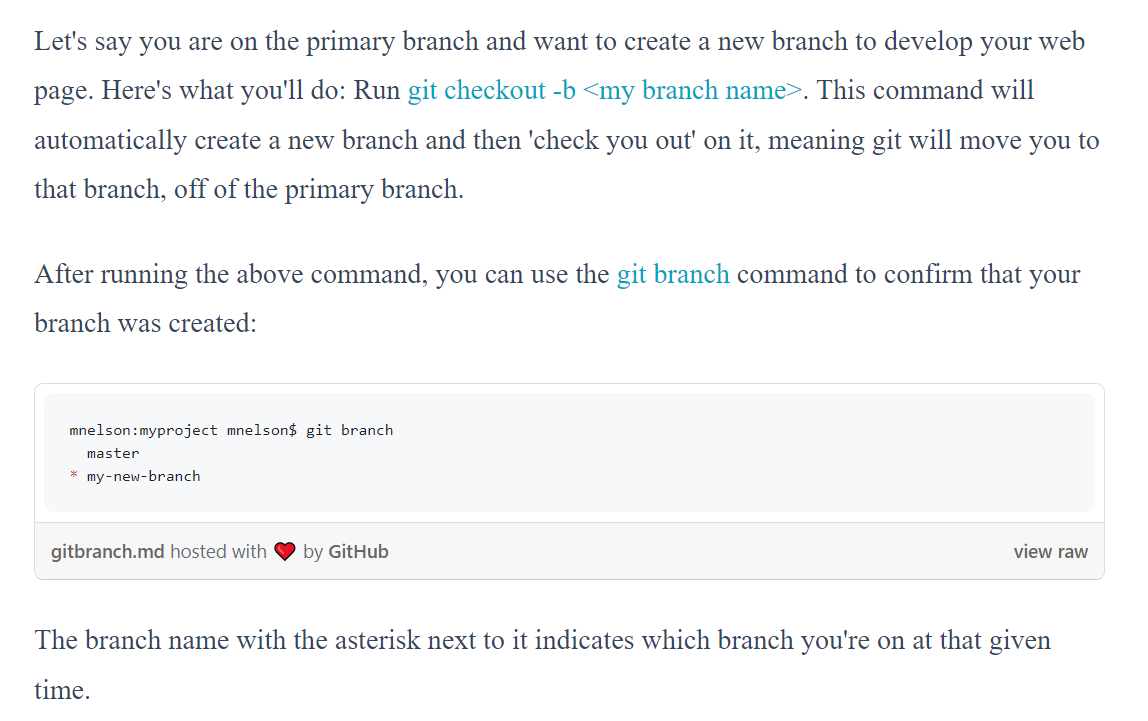 Let's say you are on the primary branch and want to create a new branch to develop your web
page. Here's what you'll do: Run git checkout -b <my branch name>. This command will
automatically create a new branch and then 'check you out' on it, meaning git will move you to
that branch, off of the primary branch.
After running the above command, you can use the git branch command to confirm that your
branch was created:
mnelson:myproject mnelson$ git branch
  master
* my-new-branch
gitbranch.md hosted with ❤ by GitHub view raw
The branch name with the asterisk next to it indicates which branch you're on at that given
time.